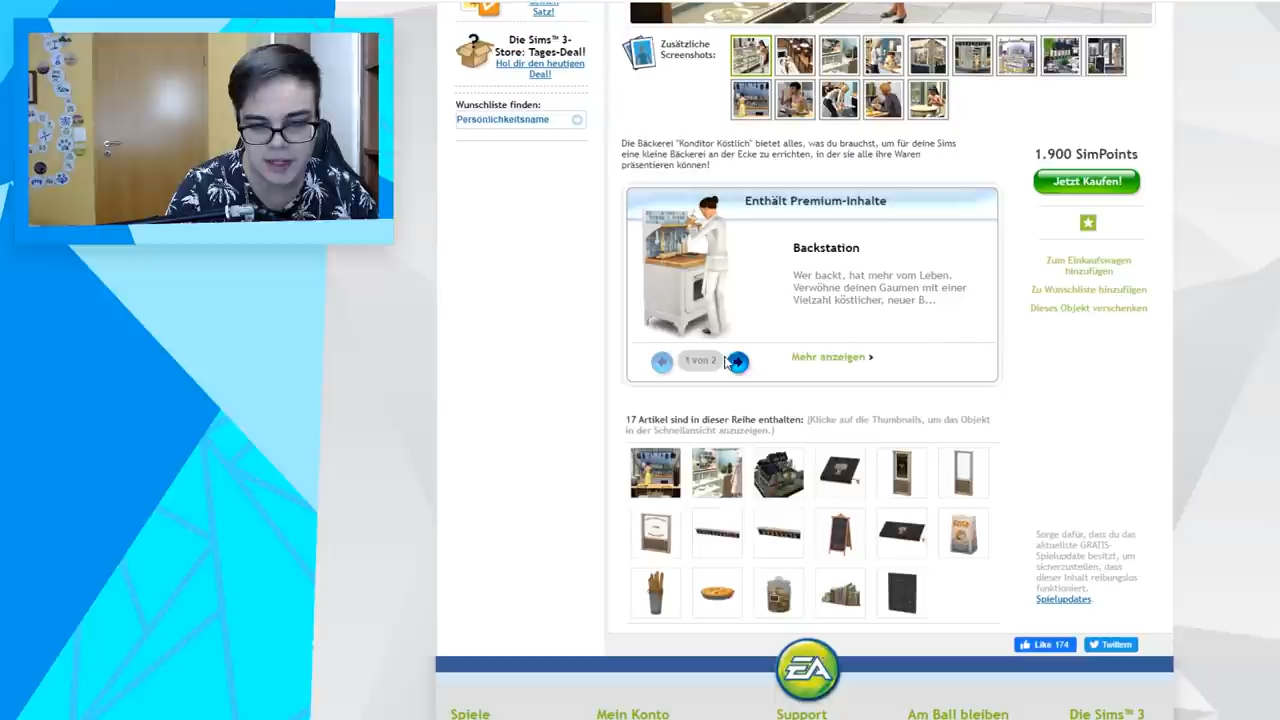 deinen
Satz!
Die Sims™ 3-
Store: Tages-Deal!
Hol dir den heutigen
Deal!
Wunschliste finden:
Persönlichkeitsname
Zusätzliche
Screenshots:
Die Bäckerei "Konditor Köstlich" bietet alles, was du brauchst, um für deine Sims
eine kleine Bäckerei an der Ecke zu errichten, in der sie alle ihre Waren
präsentieren können!
1.900 SimPoints
Jetzt Kaufen!
Zum Einkaufswagen
hinzufügen
Zu Wunschliste hinzufügen
Dieses Objekt verschenken
Enthält Premium-Inhalte
Backstation
Wer backt, hat mehr vom Leben.
Verwöhne deinen Gaumen mit einer
Vielzahl köstlicher, neuer B...
1 von 2
Mehr anzeigen >
17 Artikel sind in dieser Reihe enthalten: (Klicke auf die Thumbnails, um das Objekt
in der Schnellansicht anzuzeigen.)
Sorge dafür, dass du das
aktuellste GRATIS-
Spielupdate besitzt, um
sicherzustellen, dass
dieser Inhalt reibungslos
funktioniert.
Spielupdates.
Like 174
Twittern
EA
Spiele
Mein Konto
Support
Am Ball bleiben
Die Sims™ 3